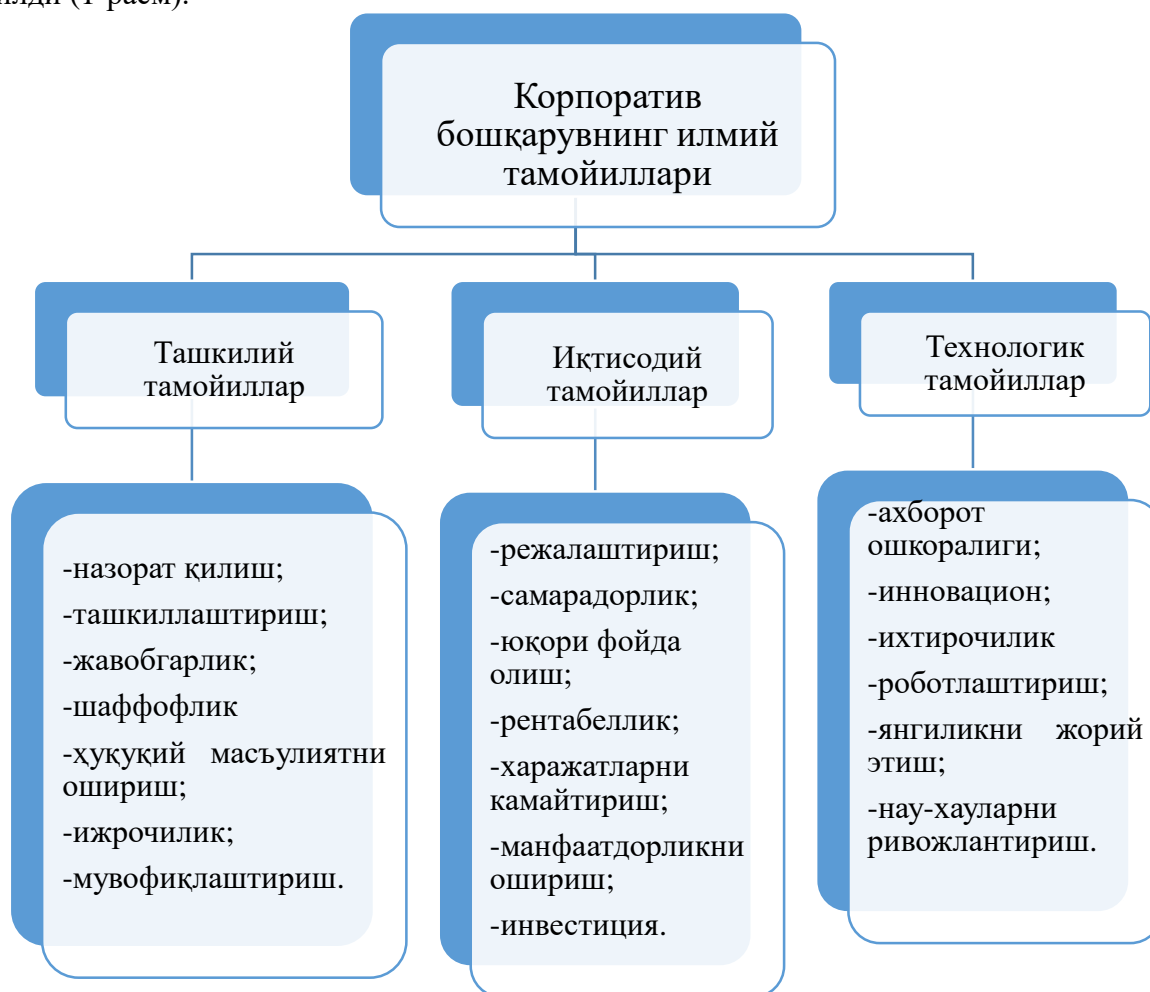 (1-расм).
Корпоратив
бошқарувнинг илмий
тамойиллари
Ташкилий
тамойиллар
Иқтисодий
тамойиллар
Технологик
тамойиллар
-назорат қилиш;
-ташкиллаштириш;
-жавобгарлик;
-шаффофлик
-ҳуқуқий масъулиятни
ошириш;
-ижрочилик;
-мувофиқлаштириш.
-режалаштириш;
-самарадорлик;
-юқори фойда
олиш;
-рентабеллик;
-харажатларни
камайтириш;
-манфаатдорликни
ошириш;
-инвестиция.
-ахборот
ошкоралиги;
-инновацион;
-ихтирочилик
-роботлаштириш;
-янгиликни жорий
этиш;
-нау-хауларни
ривожлантириш.